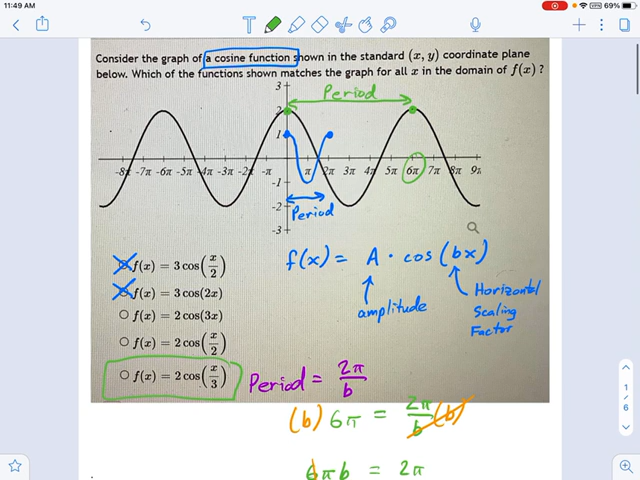 11:49 AM
69%
Consider the graph of a cosine function shown in the standard (x, y) coordinate plane
below. Which of the functions shown matches the graph for all x in the domain of f(x) ?
3
Period
2
1
-8π -7π -6π -5π -4π -3π -2π -π π 2π 3π 4π 5π 6π 7π 8π 9π
-1
-2
Period
-3
f(x) = A · cos (bx)
amplitude
Horizontal
Scaling
Factor
f(x) = 3 cos(x/2)
f(x) = 3 cos(2x)
f(x) = 2 cos(3x)
f(x) = 2 cos(x/2)
f(x) = 2 cos(x/3)
Period = 2π/b
(b) 6π = 2π/b (b)
6πb = 2π
1
/
6